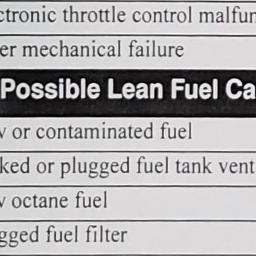 ctronic throttle control malfun
er mechanical failure
Possible Lean Fuel Ca
w or contaminated fuel
ked or plugged fuel tank vent
w octane fuel
gged fuel filter